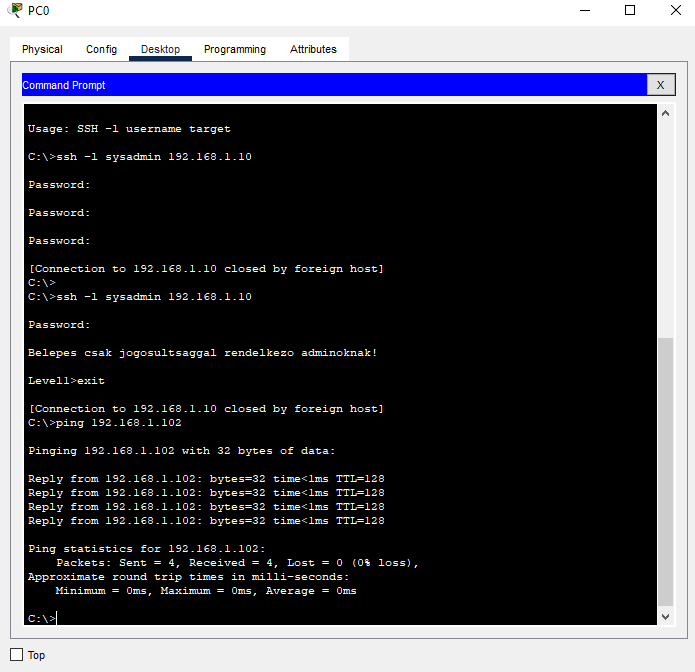 PC0
Physical Config Desktop Programming Attributes
Command Prompt X
Usage: SSH -l username target
C:\>ssh -l sysadmin 192.168.1.10
Password:
Password:
Password:
[Connection to 192.168.1.10 closed by foreign host]
C:\>
C:\>ssh -l sysadmin 192.168.1.10
Password:
Belepes csak jogosultsaggal rendelkezo adminoknak!
Level1>exit
[Connection to 192.168.1.10 closed by foreign host]
C:\>ping 192.168.1.102
Pinging 192.168.1.102 with 32 bytes of data:
Reply from 192.168.1.102: bytes=32 time<1ms TTL=128
Reply from 192.168.1.102: bytes=32 time<1ms TTL=128
Reply from 192.168.1.102: bytes=32 time<1ms TTL=128
Reply from 192.168.1.102: bytes=32 time<1ms TTL=128
Ping statistics for 192.168.1.102:
Packets: Sent = 4, Received = 4, Lost = 0 (0% loss),
Approximate round trip times in milli-seconds:
Minimum = 0ms, Maximum = 0ms, Average = 0ms
C:\>
Top